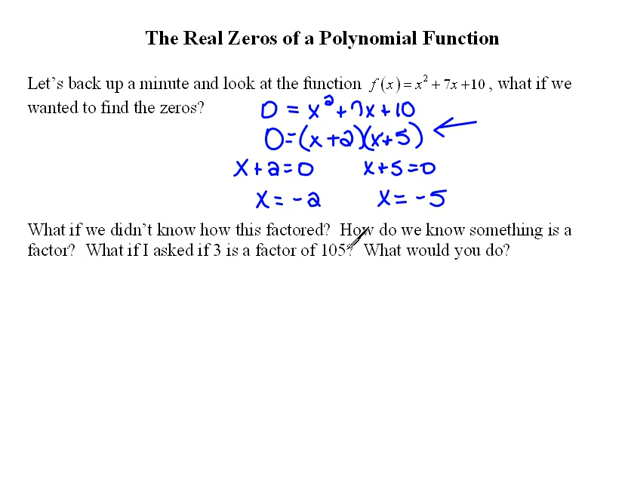 The Real Zeros of a Polynomial Function
Let's back up a minute and look at the function f(x) = x² + 7x + 10 , what if we
wanted to find the zeros?
0 = x² + 7x + 10
0 = (x + 2)(x + 5)
x + 2 = 0 x + 5 = 0
x = -2 x = -5
What if we didn't know how this factored? How do we know something is a
factor? What if I asked if 3 is a factor of 105? What would you do?